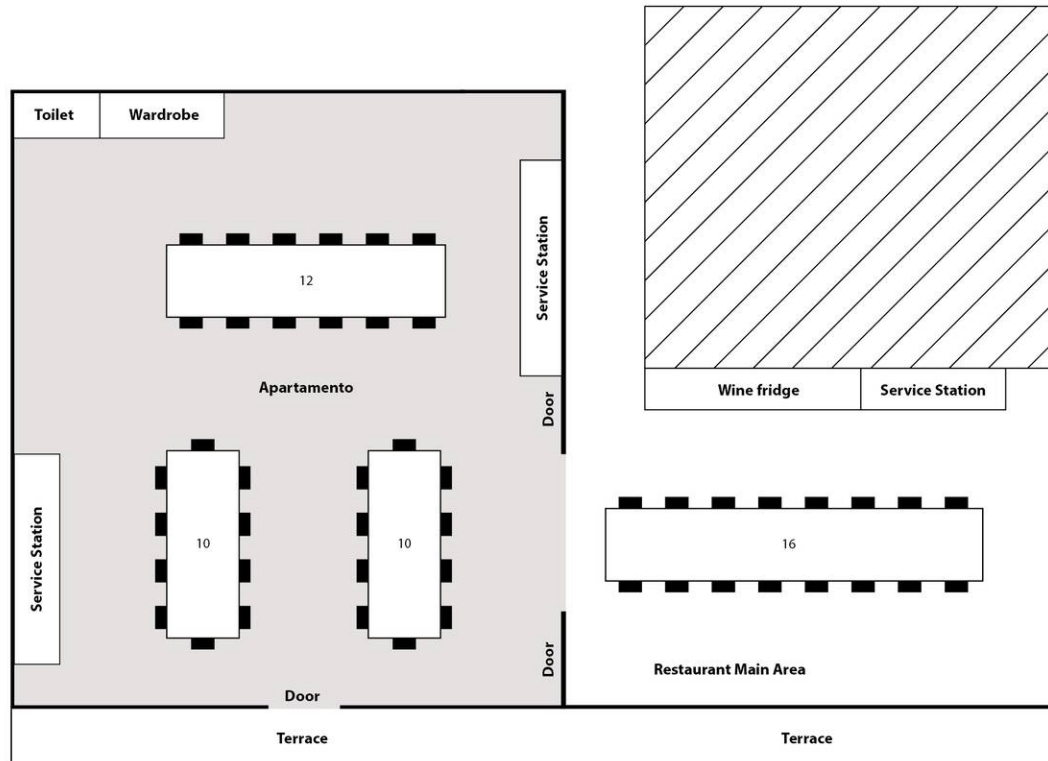 Toilet
Wardrobe
Service Station
12
Apartamento
Door
Wine fridge
Service Station
Service Station
10
10
16
Door
Restaurant Main Area
Door
Terrace
Terrace